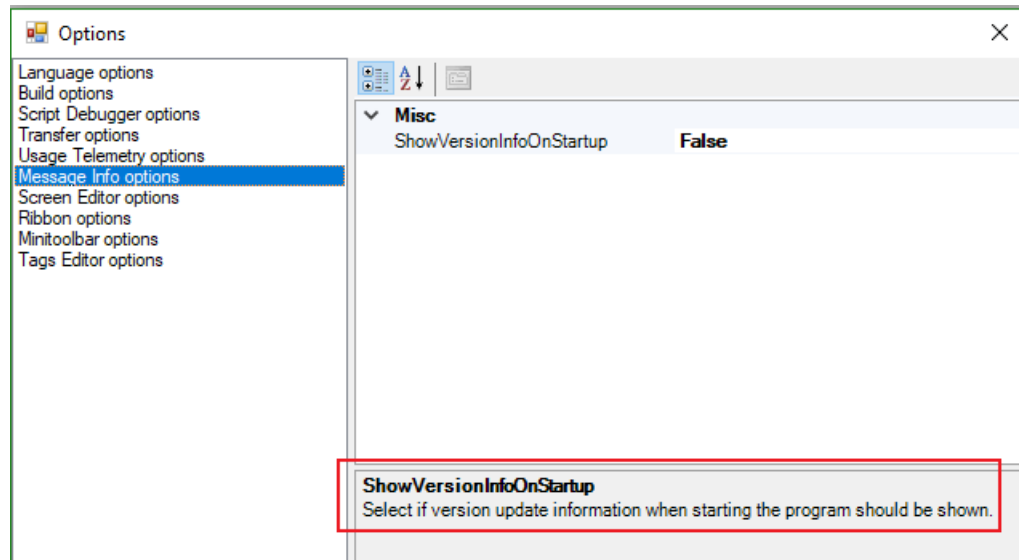 Options
Language options
Build options
Script Debugger options
Transfer options
Usage Telemetry options
Message Info options
Screen Editor options
Ribbon options
Minitoolbar options
Tags Editor options
A
Z
Misc
ShowVersionInfoOnStartup False
ShowVersionInfoOnStartup
Select if version update information when starting the program should be shown.